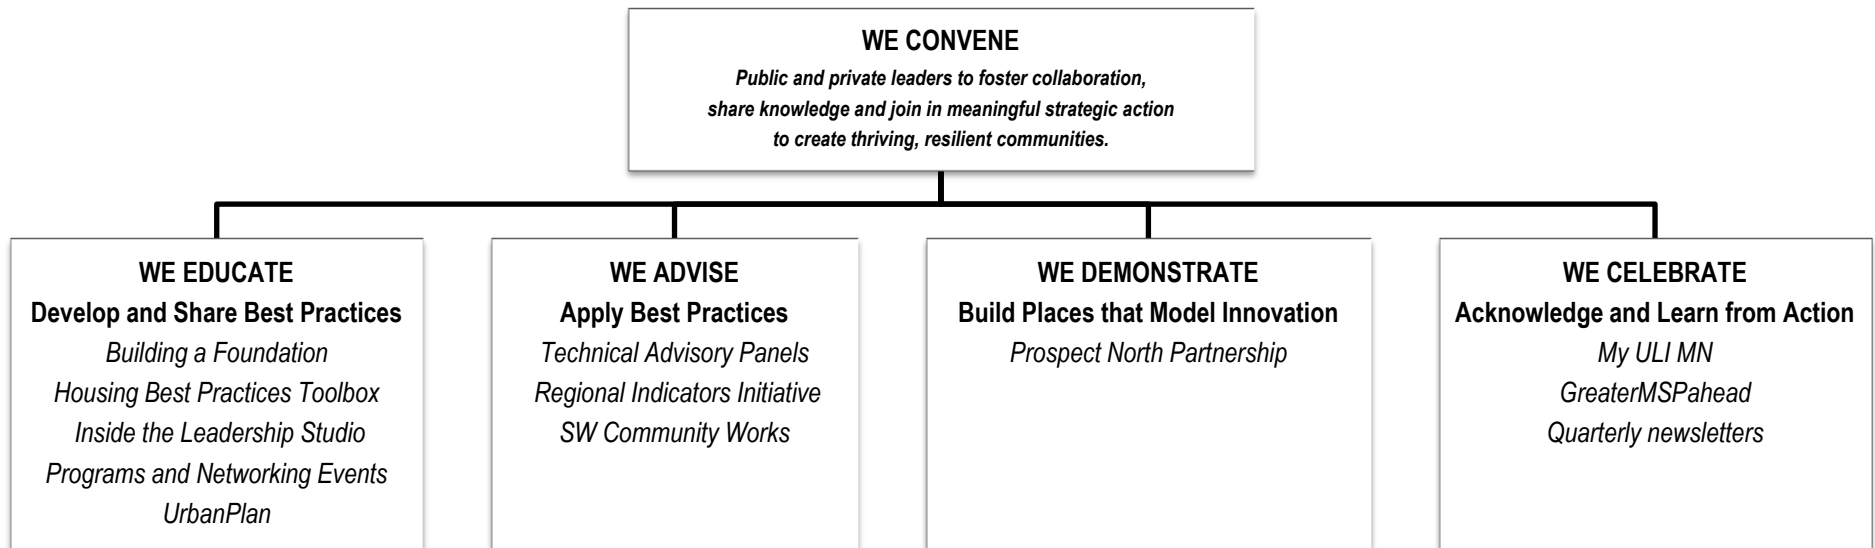 WE CONVENE
Public and private leaders to foster collaboration,
share knowledge and join in meaningful strategic action
to create thriving, resilient communities.
WE EDUCATE
Develop and Share Best Practices
Building a Foundation
Housing Best Practices Toolbox
Inside the Leadership Studio
Programs and Networking Events
UrbanPlan
WE ADVISE
Apply Best Practices
Technical Advisory Panels
Regional Indicators Initiative
SW Community Works
WE DEMONSTRATE
Build Places that Model Innovation
Prospect North Partnership
WE CELEBRATE
Acknowledge and Learn from Action
My ULI MN
GreaterMSPahead
Quarterly newsletters